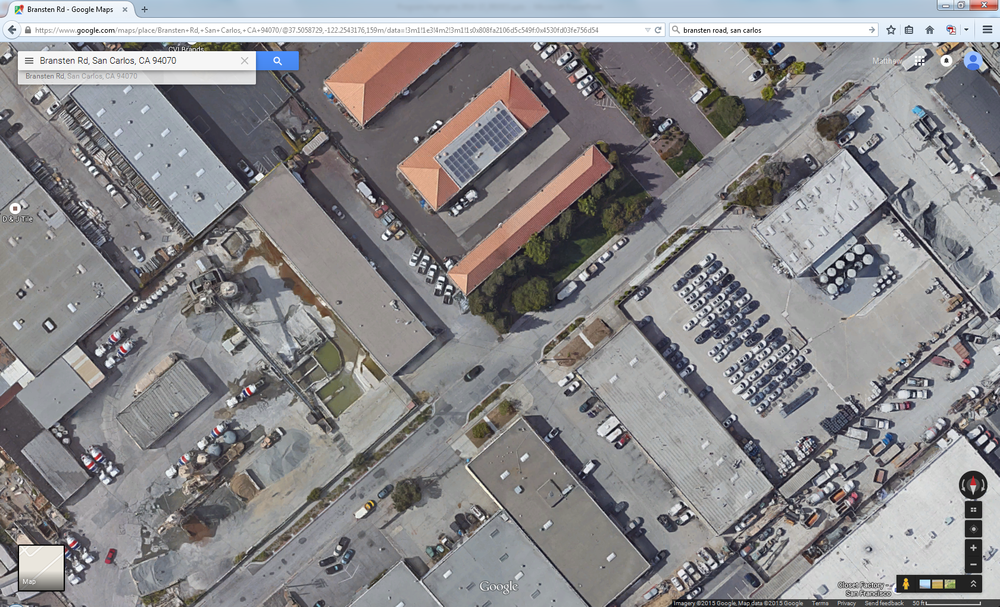 Bransten Rd - Google Maps
https://www.google.com/maps/place/Bransten+Rd,+San+Carlos,+CA+94070/@37.5058729,-122.2543176,159m/data=!3m1!1e3!4m2!3m1!1s0x808fa2106d5c549f:0x4530fd03fe756d54
bransten road, san carlos
CVI Brands
Bransten Rd, San Carlos, CA 94070
Matthew
Bransten Rd, San Carlos, CA 94070
D & J Tile
Map
Google
Closet Factory -
San Francisco
Imagery ©2015 Google, Map data ©2015 Google Terms Privacy Send feedback 50 ft